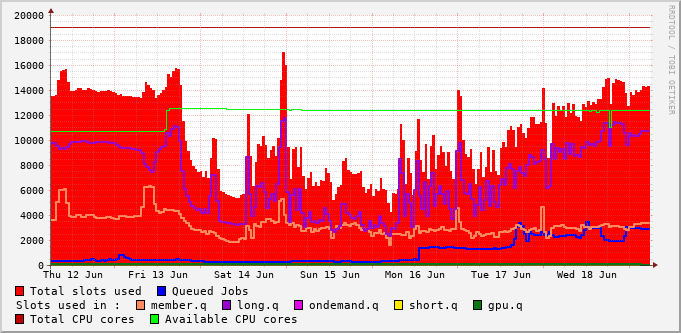 RRDTOOL / TOBI OETIKER
20000
18000
16000
14000
12000
10000
8000
6000
4000
2000
0
Thu 12 Jun Fri 13 Jun Sat 14 Jun Sun 15 Jun Mon 16 Jun Tue 17 Jun Wed 18 Jun
Total slots used Queued Jobs
Slots used in : member.q long.q ondemand.q short.q gpu.q
Total CPU cores Available CPU cores